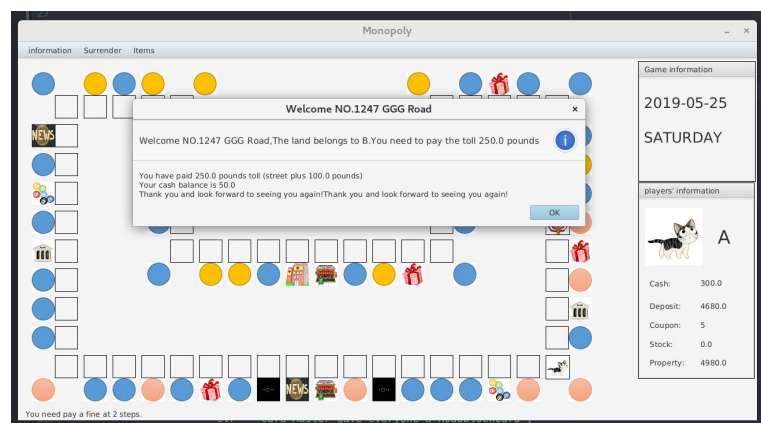 Monopoly
information Surrender Items
Game information
2019-05-25
SATURDAY
Welcome NO.1247 GGG Road
Welcome NO.1247 GGG Road,The land belongs to B.You need to pay the toll 250.0 pounds
You have paid 250.0 pounds toll (street plus 100.0 pounds)
Your cash balance is 50.0
Thank you and look forward to seeing you again!Thank you and look forward to seeing you again!
OK
NEWS
players' information
A
Cash: 300.0
Deposit: 4680.0
Coupon: 5
Stock: 0.0
Property: 4980.0
NEWS
You need pay a fine at 2 steps.